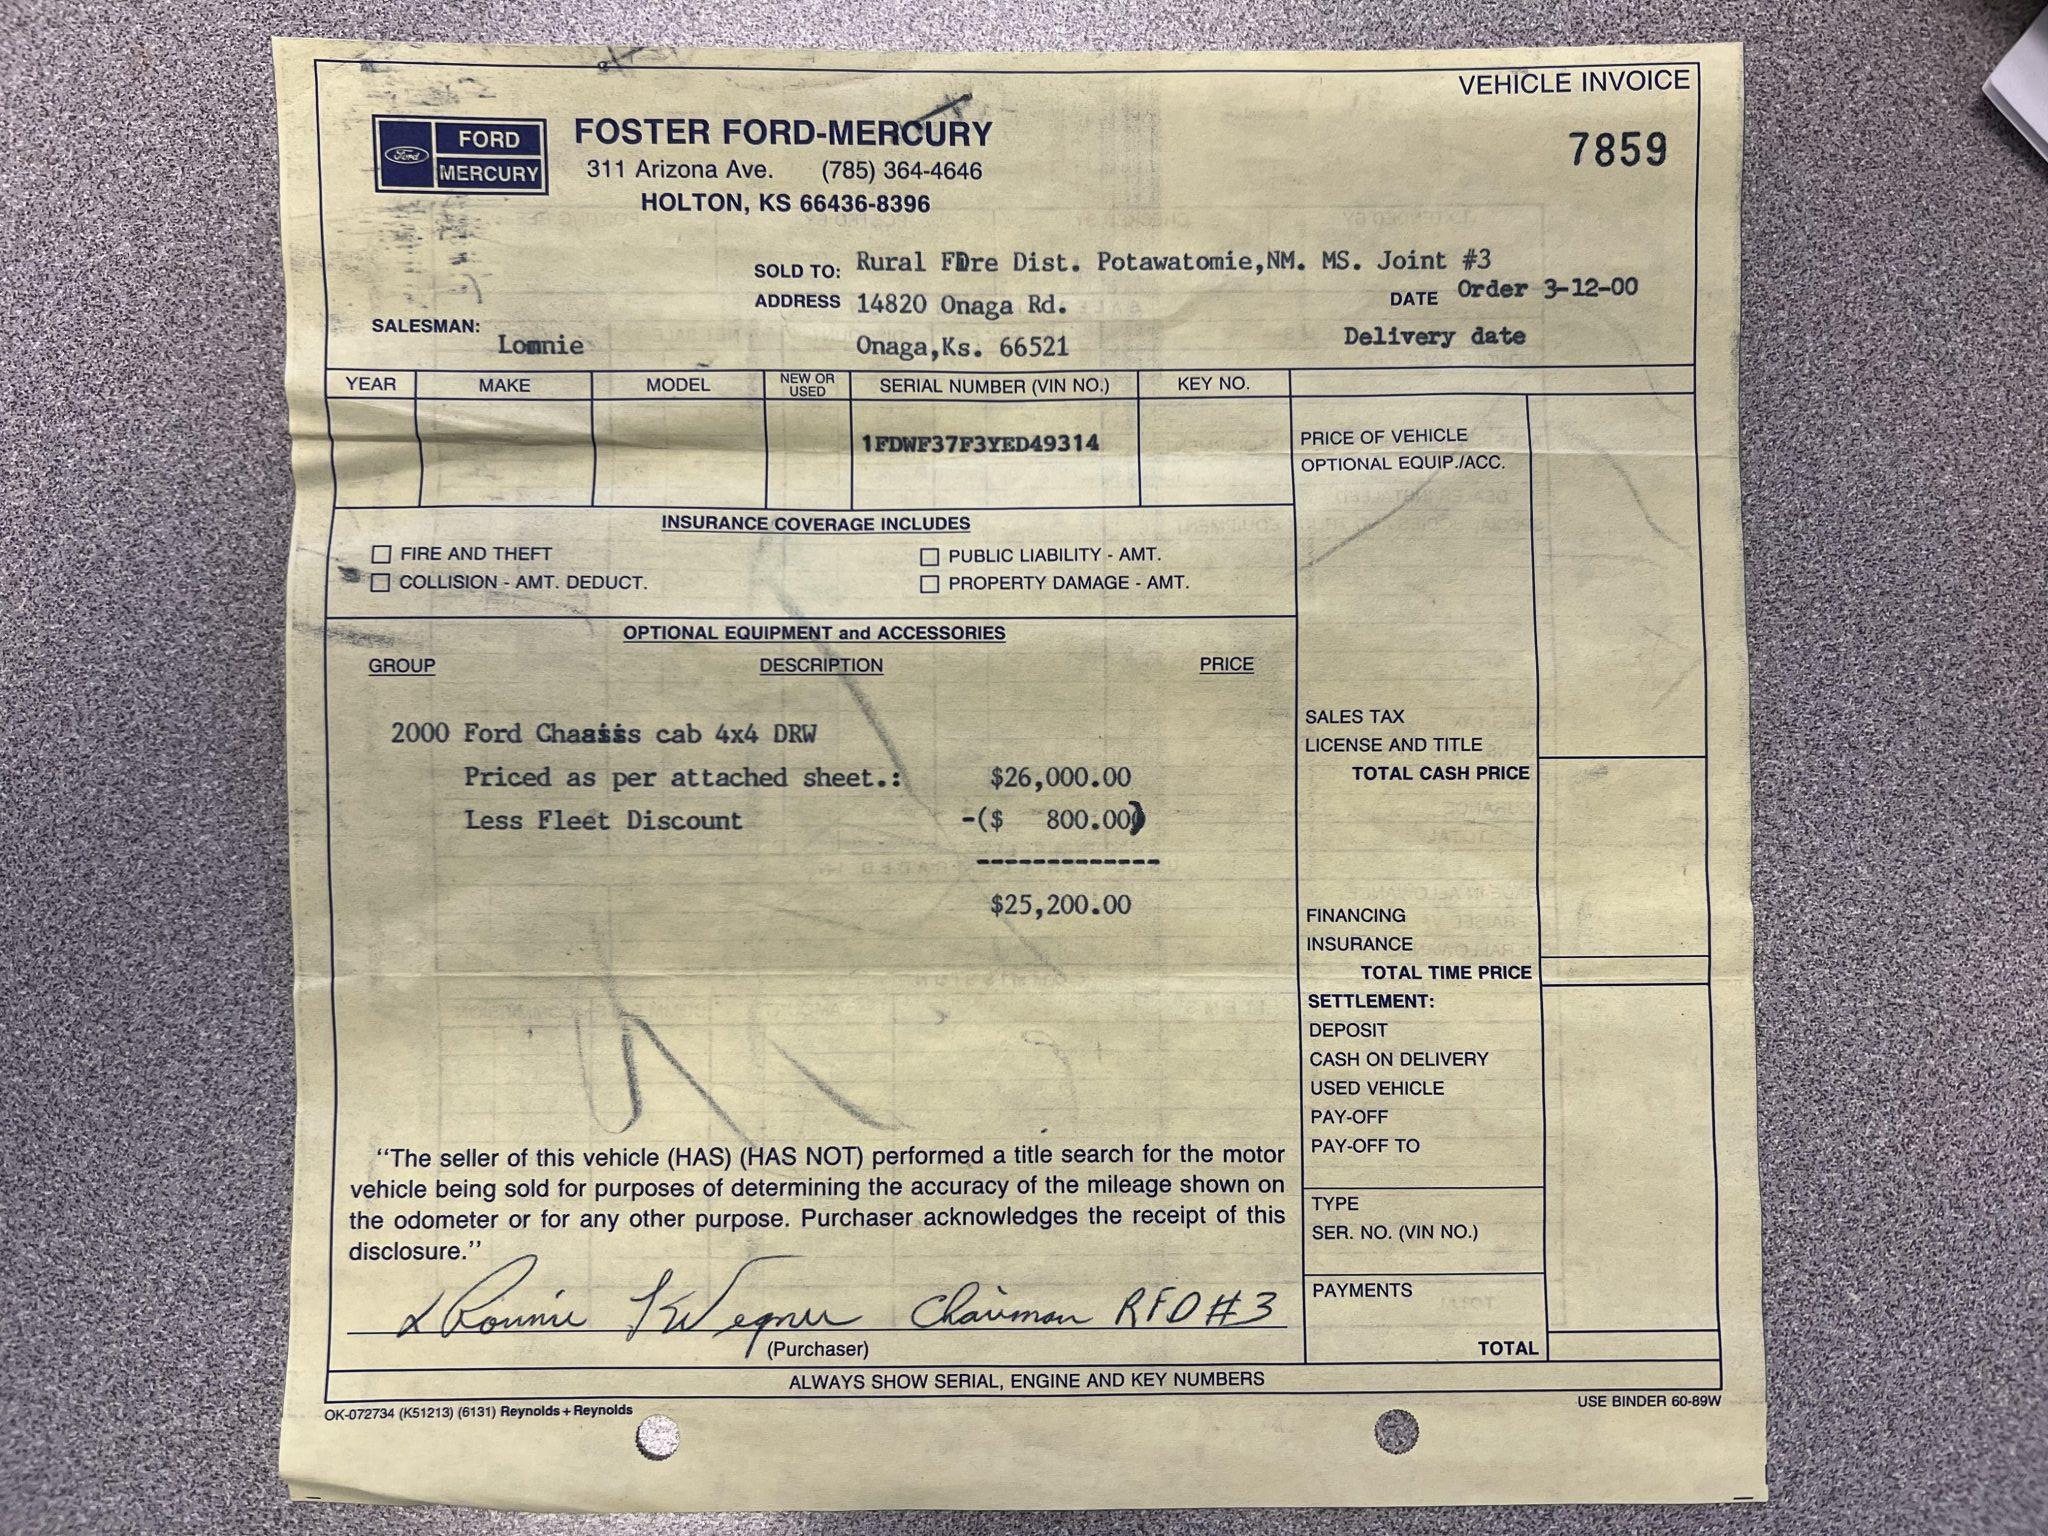 VEHICLE INVOICE
7859
Ford
FORD
MERCURY
FOSTER FORD-MERCURY
311 Arizona Ave. (785) 364-4646
HOLTON, KS 66436-8396
SOLD TO: Rural FDre Dist. Potawatomie,NM. MS. Joint #3
ADDRESS 14820 Onaga Rd.
DATE Order 3-12-00
SALESMAN: Lonnie
Onaga,Ks. 66521
Delivery date
YEAR MAKE MODEL NEW OR USED SERIAL NUMBER (VIN NO.) KEY NO.
1FDWF37F3YED49314
PRICE OF VEHICLE
OPTIONAL EQUIP./ACC.
INSURANCE COVERAGE INCLUDES
FIRE AND THEFT PUBLIC LIABILITY - AMT.
COLLISION - AMT. DEDUCT. PROPERTY DAMAGE - AMT.
OPTIONAL EQUIPMENT and ACCESSORIES
GROUP DESCRIPTION PRICE
2000 Ford Chassis cab 4x4 DRW
Priced as per attached sheet.: $26,000.00
Less Fleet Discount -($ 800.00)
-------------
$25,200.00
SALES TAX
LICENSE AND TITLE
TOTAL CASH PRICE
FINANCING
INSURANCE
TOTAL TIME PRICE
SETTLEMENT:
DEPOSIT
CASH ON DELIVERY
USED VEHICLE
PAY-OFF
PAY-OFF TO
TYPE
SER. NO. (VIN NO.)
PAYMENTS
TOTAL
"The seller of this vehicle (HAS) (HAS NOT) performed a title search for the motor
vehicle being sold for purposes of determining the accuracy of the mileage shown on
the odometer or for any other purpose. Purchaser acknowledges the receipt of this
disclosure."
Ronnie Wegner Chairman RFD #3
(Purchaser)
ALWAYS SHOW SERIAL, ENGINE AND KEY NUMBERS
OK-072734 (K51213) (6131) Reynolds + Reynolds
USE BINDER 60-89W